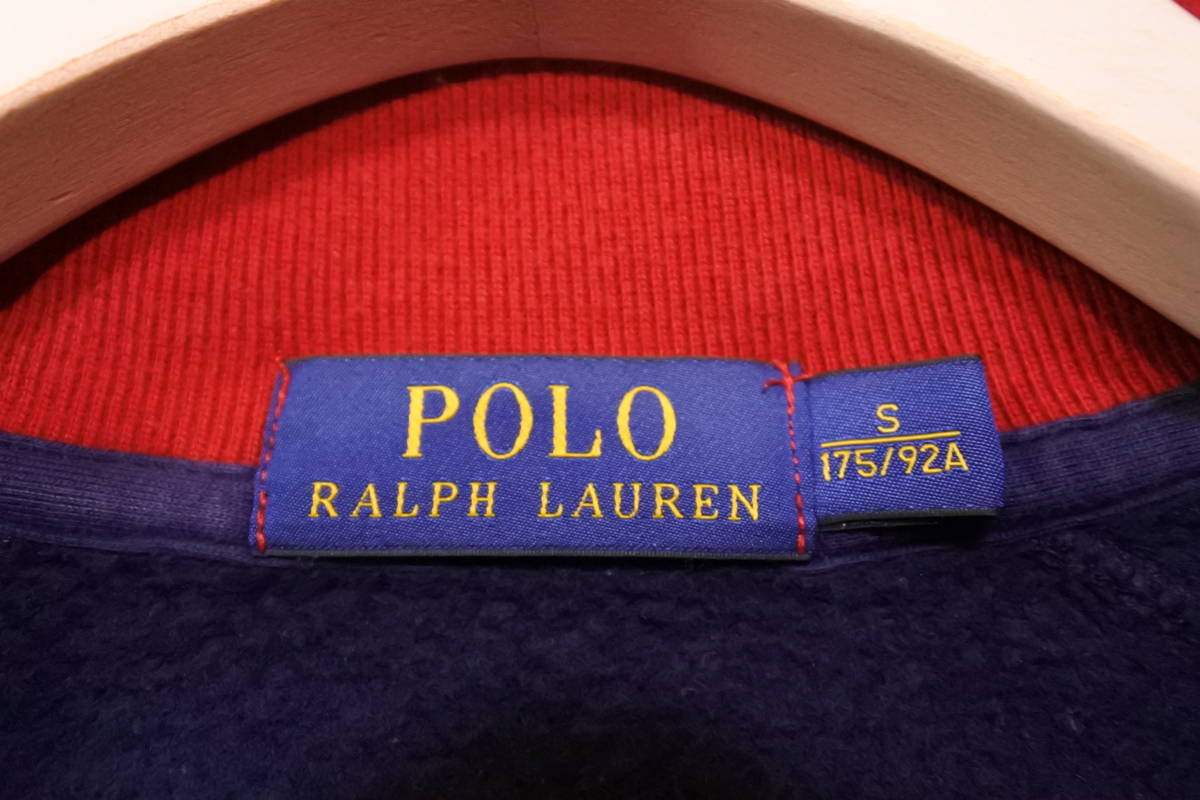 POLO
RALPH LAUREN
S
175/92A